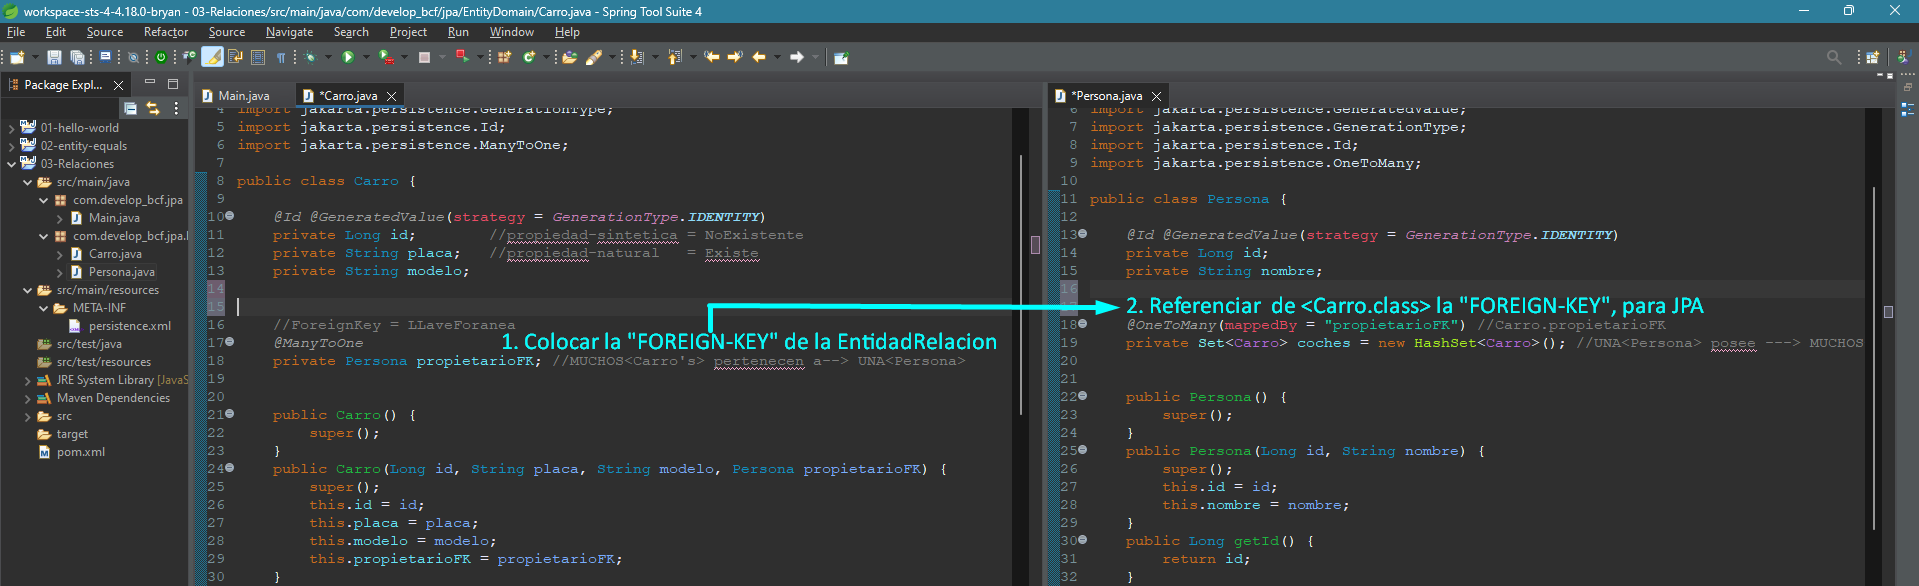 workspace-sts-4-4.18.0-bryan - 03-Relaciones/src/main/java/com/develop_bcf/jpa/EntityDomain/Carro.java - Spring Tool Suite 4
File Edit Source Refactor Source Navigate Search Project Run Window Help
Package Expl...
01-hello-world
02-entity-equals
03-Relaciones
src/main/java
com.develop_bcf.jpa
Main.java
com.develop_bcf.jpa.
Carro.java
Persona.java
src/main/resources
META-INF
persistence.xml
src/test/java
src/test/resources
JRE System Library [JavaS
Maven Dependencies
src
target
pom.xml
Main.java
*Carro.java
4 import jakarta.persistence.GenerationType;
5 import jakarta.persistence.Id;
6 import jakarta.persistence.ManyToOne;
7
8 public class Carro {
9
10 @Id @GeneratedValue(strategy = GenerationType.IDENTITY)
11 private Long id; //propiedad-sintetica = NoExistente
12 private String placa; //propiedad-natural = Existe
13 private String modelo;
14
15
16 //ForeignKey = LLaveForanea
17 @ManyToOne
18 private Persona propietarioFK; //MUCHOS<Carro's> pertenecen a--> UNA<Persona>
19
20
21 public Carro() {
22 super();
23 }
24 public Carro(Long id, String placa, String modelo, Persona propietarioFK) {
25 super();
26 this.id = id;
27 this.placa = placa;
28 this.modelo = modelo;
29 this.propietarioFK = propietarioFK;
30 }
1. Colocar la "FOREIGN-KEY" de la EntidadRelacion
*Persona.java
6 import jakarta.persistence.GeneratedValue;
7 import jakarta.persistence.GenerationType;
8 import jakarta.persistence.Id;
9 import jakarta.persistence.OneToMany;
10
11 public class Persona {
12
13 @Id @GeneratedValue(strategy = GenerationType.IDENTITY)
14 private Long id;
15 private String nombre;
16
2. Referenciar de <Carro.class> la "FOREIGN-KEY", para JPA
18 @OneToMany(mappedBy = "propietarioFK") //Carro.propietarioFK
19 private Set<Carro> coches = new HashSet<Carro>(); //UNA<Persona> posee ---> MUCHOS
20
21
22 public Persona() {
23 super();
24 }
25 public Persona(Long id, String nombre) {
26 super();
27 this.id = id;
28 this.nombre = nombre;
29 }
30 public Long getId() {
31 return id;
32 }